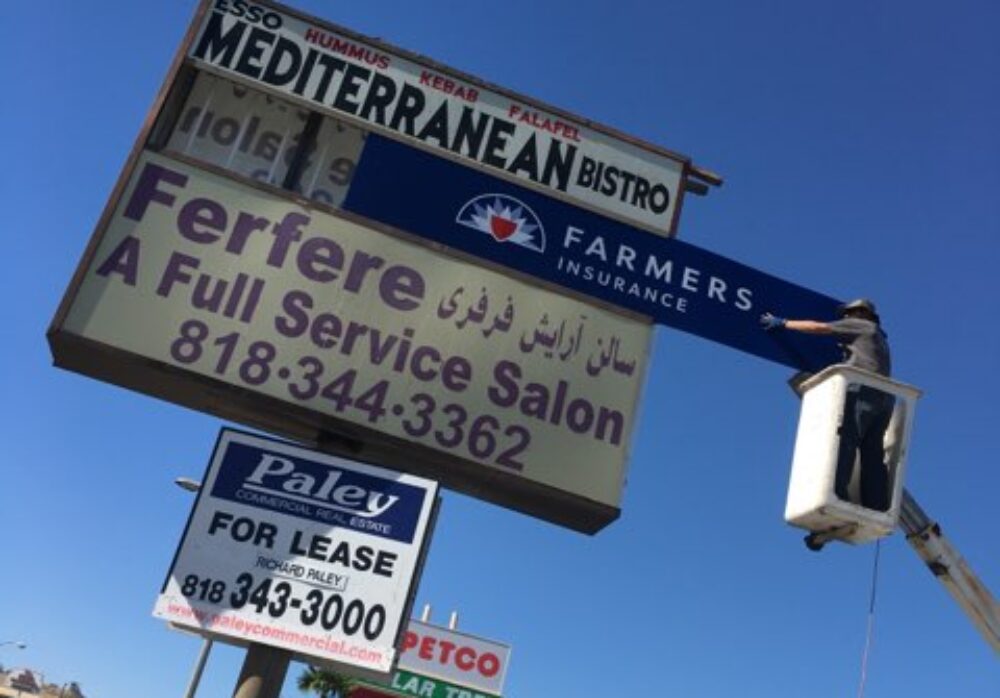 ESSO
HUMMUS KEBAB FALAFEL
MEDITERRANEAN BISTRO
FARMERS
INSURANCE
Ferfere سالن آرایش فرفری
A Full Service Salon
818·344·3362
Paley
COMMERCIAL REAL ESTATE
FOR LEASE
RICHARD PALEY
818 343-3000
www.paleycommercial.com
PETCO